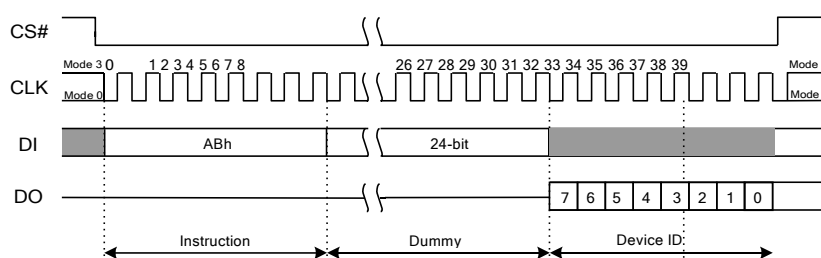 CS#
Mode 3 0 1 2 3 4 5 6 7 8 26 27 28 29 30 31 32 33 34 35 36 37 38 39 Mode
CLK
Mode 0 Mode
DI ABh 24-bit
DO 7 6 5 4 3 2 1 0
Instruction Dummy Device ID